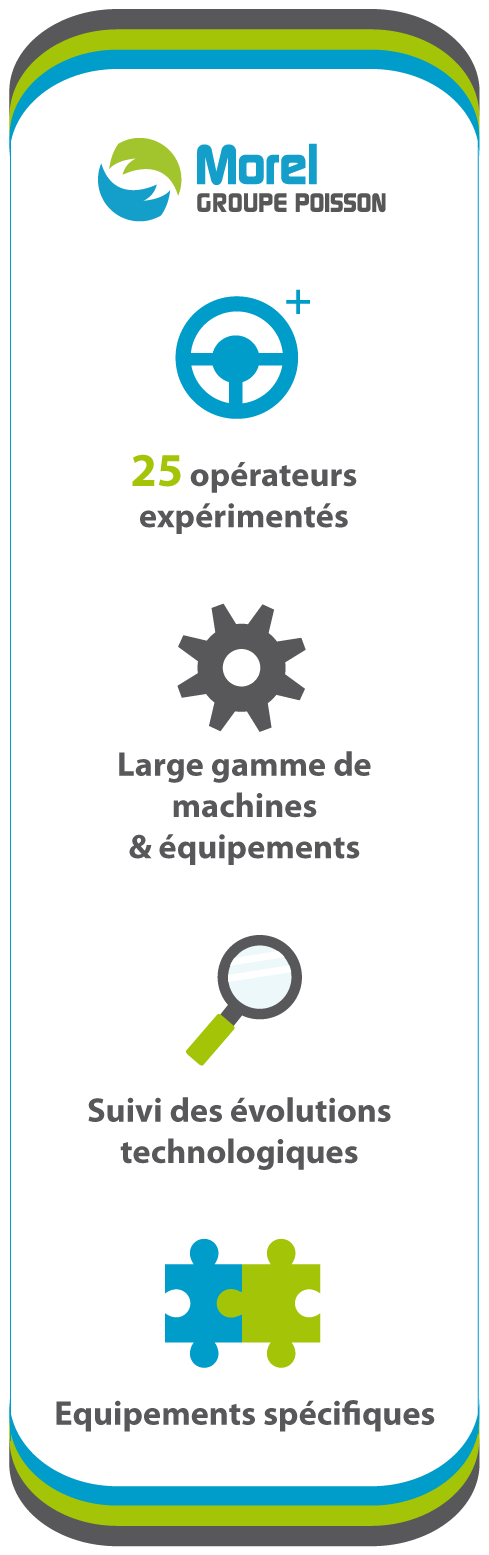 Morel
GROUPE POISSON
25 opérateurs
expérimentés
Large gamme de
machines
& équipements
Suivi des évolutions
technologiques
Equipements spécifiques